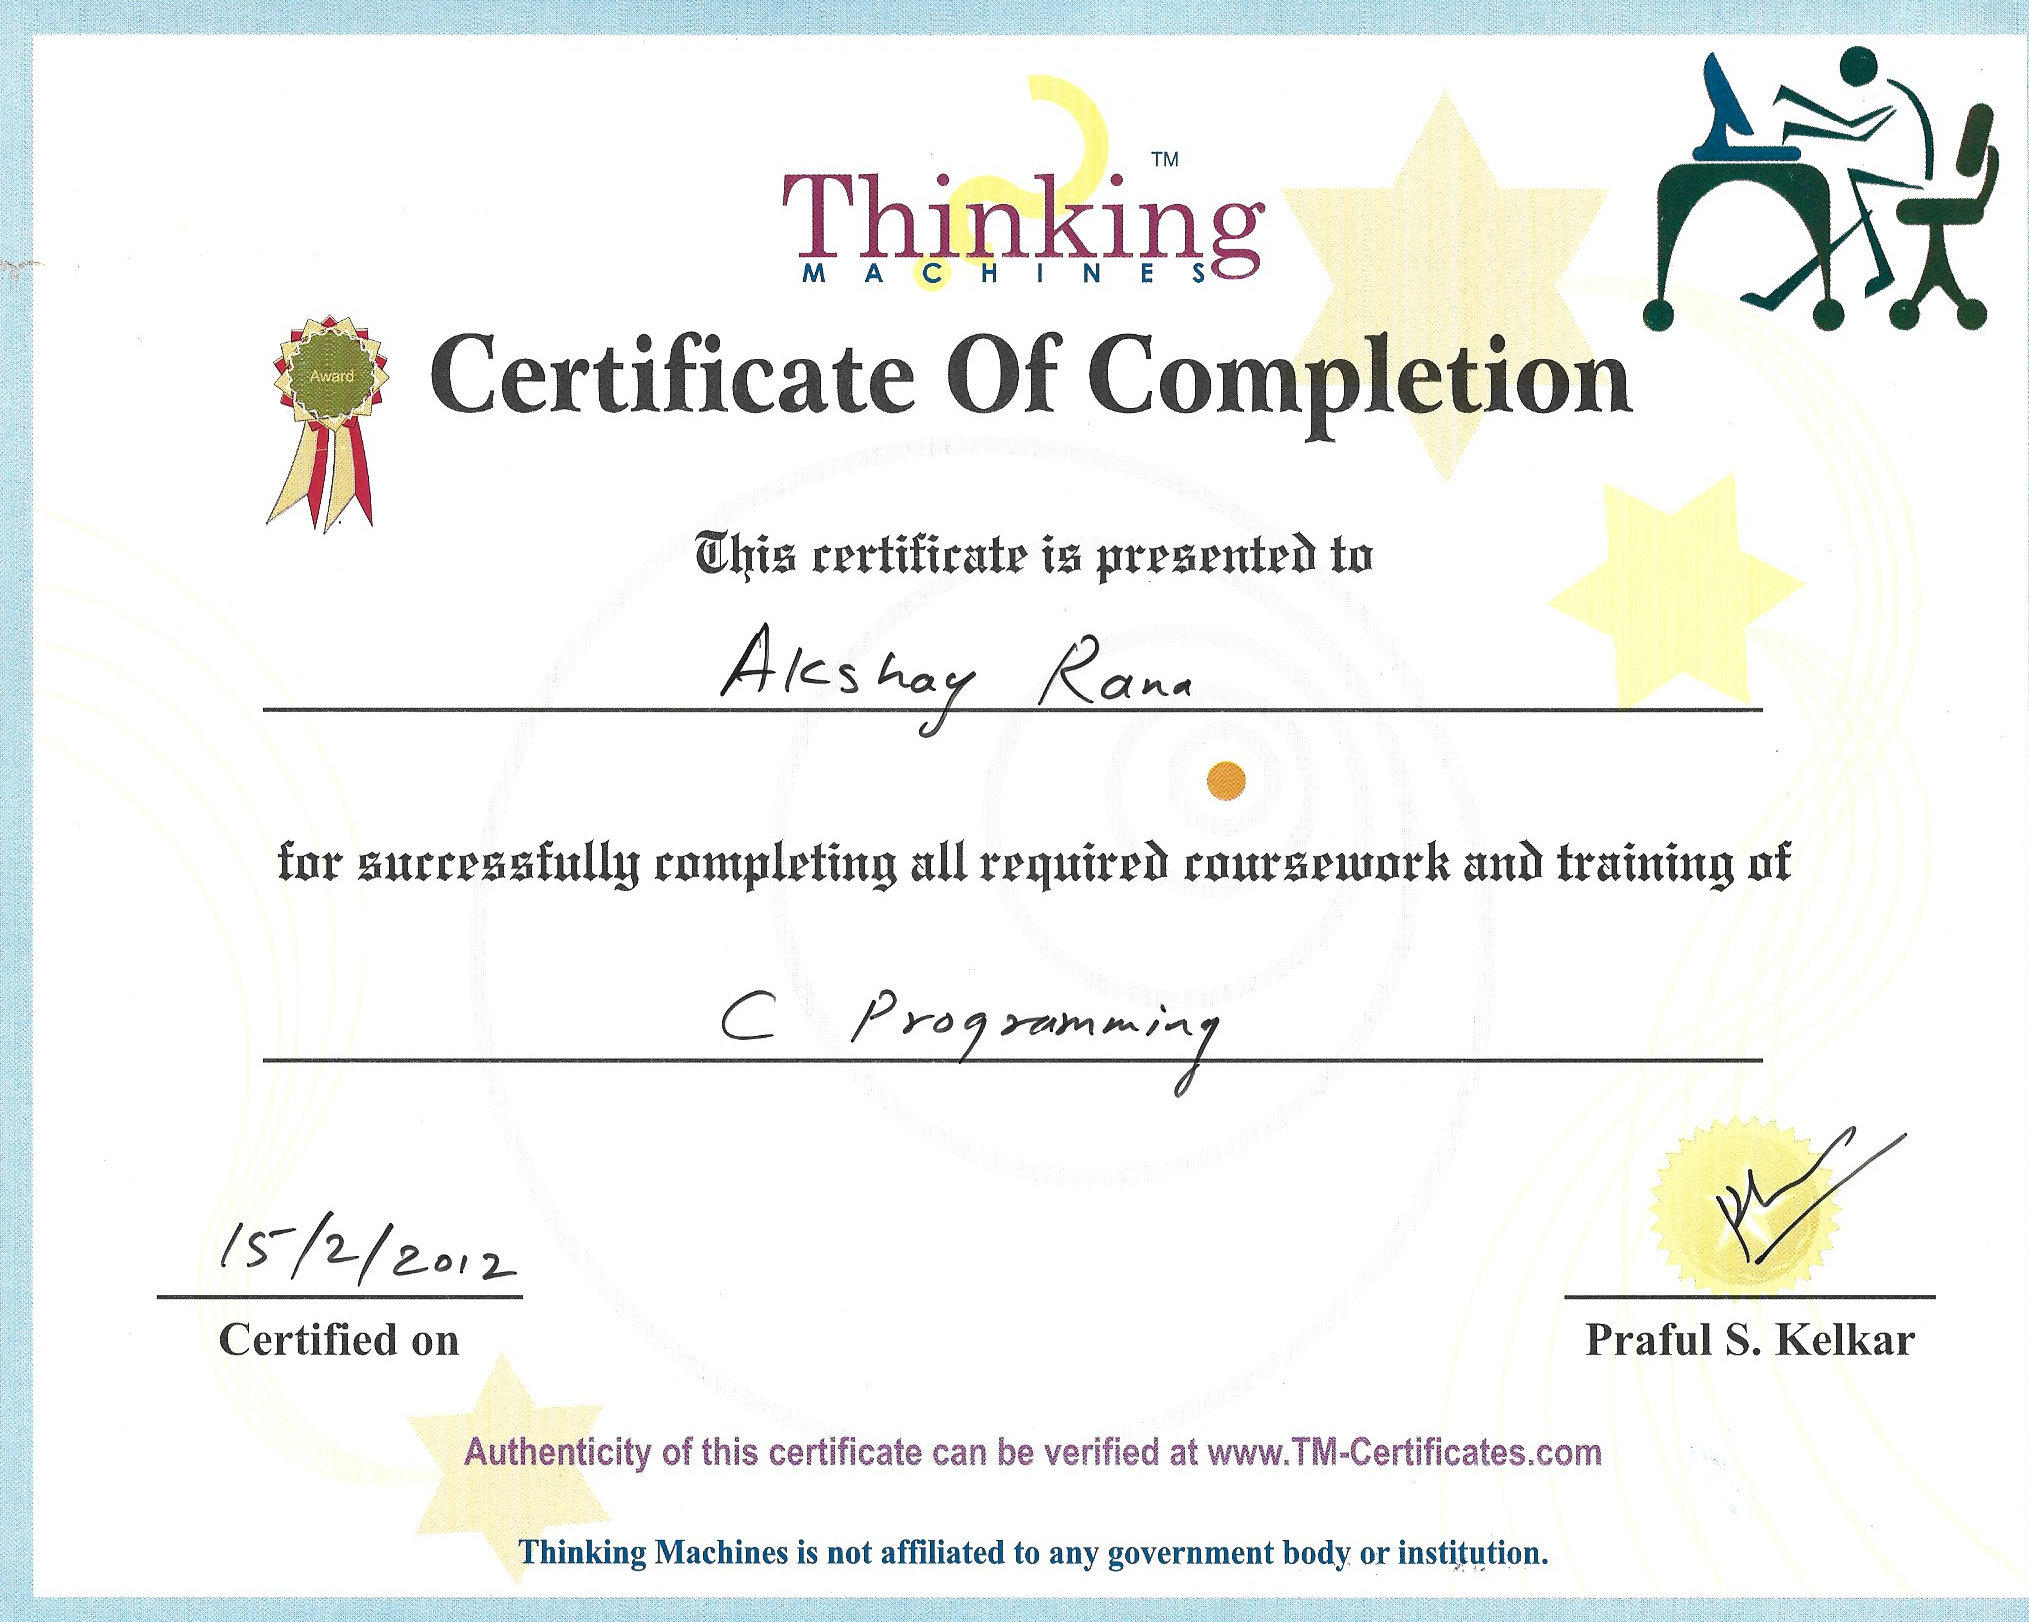 Thinking TM
MACHINES
Award
Certificate Of Completion
This certificate is presented to
Akshay Rana
for successfully completing all required coursework and training of
C Programming
15/2/2012
Certified on
Praful S. Kelkar
Authenticity of this certificate can be verified at www.TM-Certificates.com
Thinking Machines is not affiliated to any government body or institution.